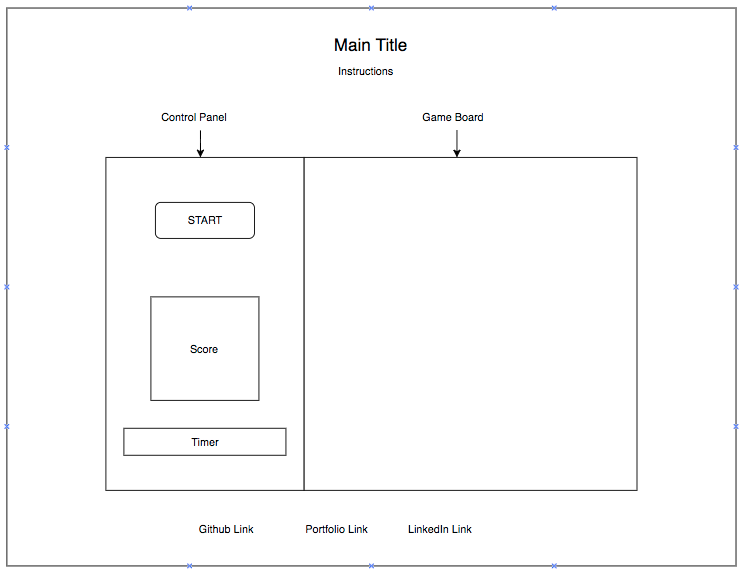 Main Title
Instructions
Control Panel
Game Board
START
Score
Timer
Github Link
Portfolio Link
LinkedIn Link